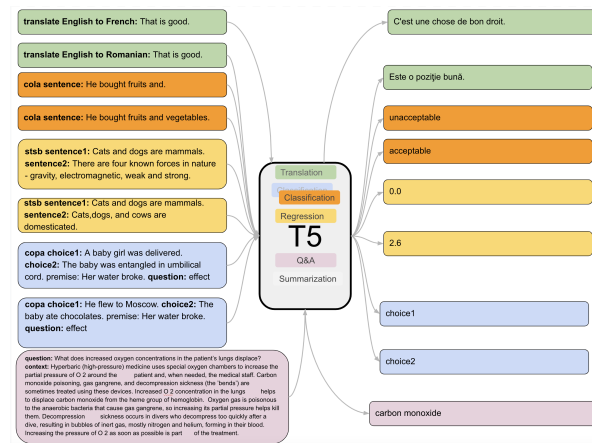 translate English to French: That is good.
translate English to Romanian: That is good.
cola sentence: He bought fruits and.
cola sentence: He bought fruits and vegetables.
stsb sentence1: Cats and dogs are mammals.
sentence2: There are four known forces in nature
- gravity, electromagnetic, weak and strong.
stsb sentence1: Cats and dogs are mammals.
sentence2: Cats,dogs, and cows are
domesticated.
copa choice1: A baby girl was delivered.
choice2: The baby was entangled in umbilical
cord. premise: Her water broke. question: effect
copa choice1: He flew to Moscow. choice2: The
baby ate chocolates. premise: Her water broke.
question: effect
question: What does increased oxygen concentrations in the patient's lungs displace?
context: Hyperbaric (high-pressure) medicine uses special oxygen chambers to increase the
partial pressure of O 2 around the patient and, when needed, the medical staff. Carbon
monoxide poisoning, gas gangrene, and decompression sickness (the 'bends') are
sometimes treated using these devices. Increased O 2 concentration in the lungs helps
to displace carbon monoxide from the heme group of hemoglobin. Oxygen gas is poisonous
to the anaerobic bacteria that cause gas gangrene, so increasing its partial pressure helps kill
them. Decompression sickness occurs in divers who decompress too quickly after a
dive, resulting in bubbles of inert gas, mostly nitrogen and helium, forming in their blood.
Increasing the pressure of O 2 as soon as possible is part of the treatment.
Translation
Classification
Regression
T5
Q&A
Summarization
C'est une chose de bon droit.
Este o poziţie bună.
unacceptable
acceptable
0.0
2.6
choice1
choice2
carbon monoxide